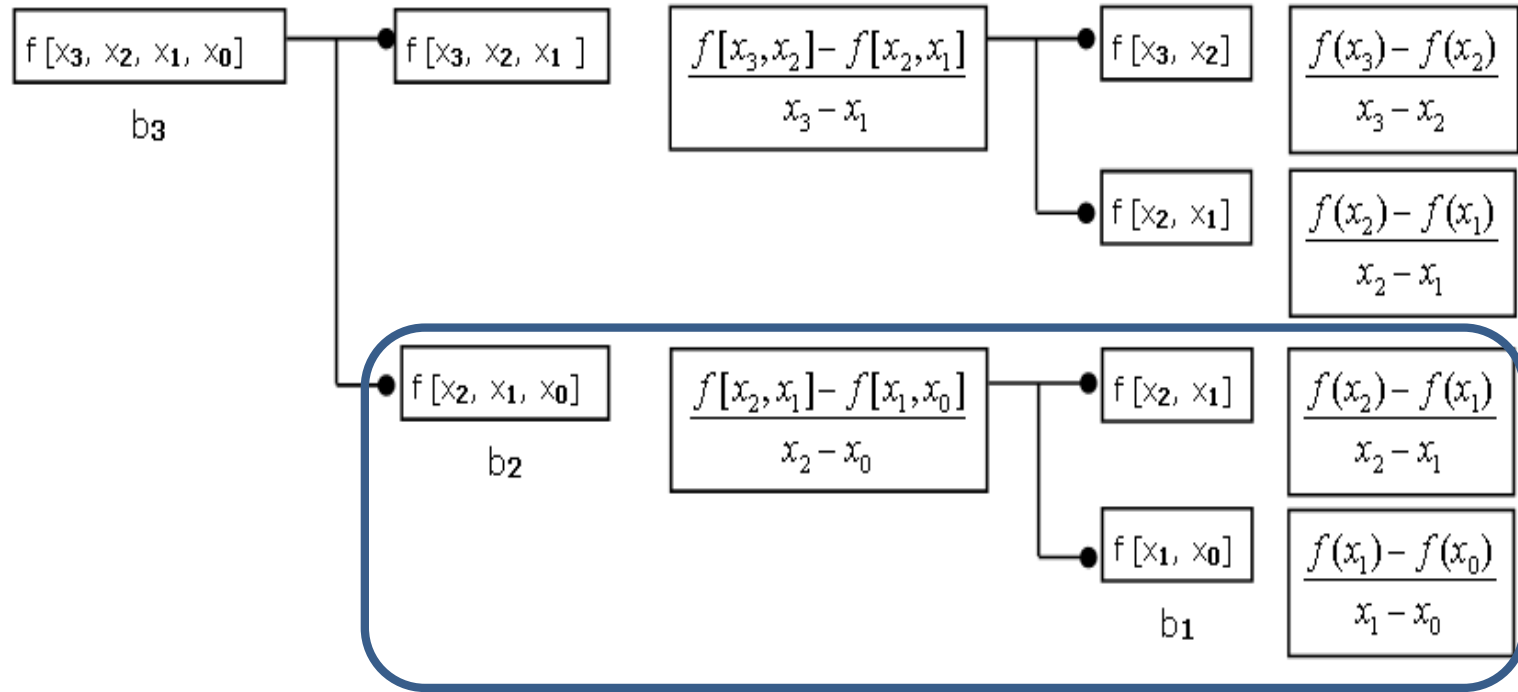 f [x₃, x₂, x₁, x₀]
b₃
f [x₃, x₂, x₁ ]
f[x₃,x₂]− f[x₂,x₁]
x₃ − x₁
f [x₃, x₂]
f(x₃)− f(x₂)
x₃ − x₂
f [x₂, x₁]
f(x₂)− f(x₁)
x₂ − x₁
f [x₂, x₁, x₀]
b₂
f[x₂,x₁]− f[x₁,x₀]
x₂ − x₀
f [x₂, x₁]
f(x₂)− f(x₁)
x₂ − x₁
f [x₁, x₀]
b₁
f(x₁)− f(x₀)
x₁ − x₀